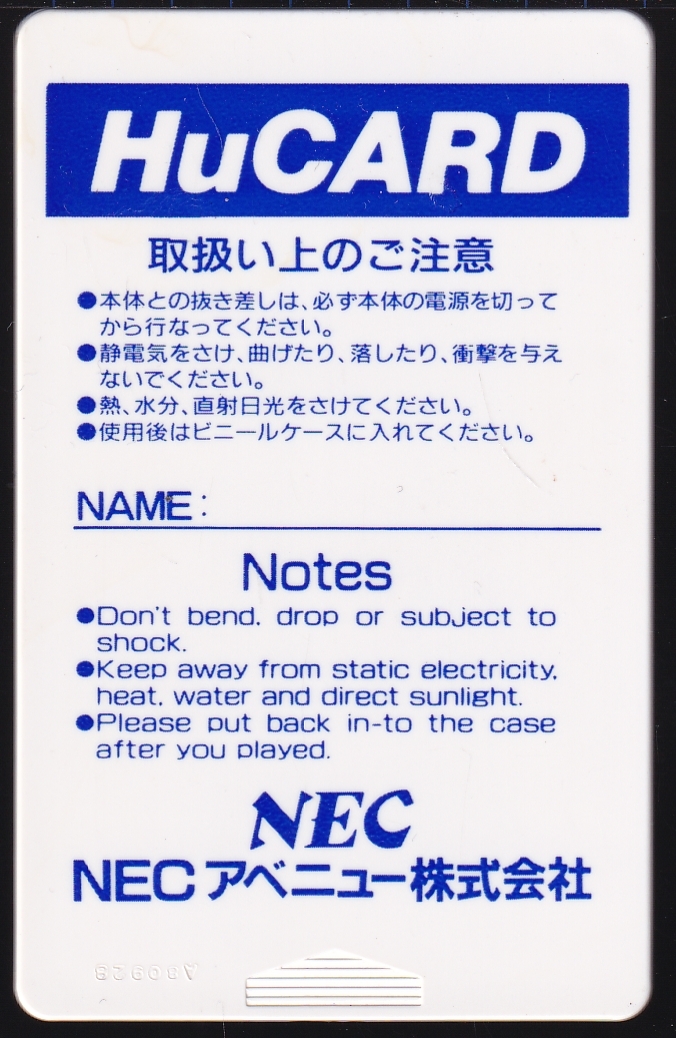 HuCARD
取扱い上のご注意
●本体との抜き差しは、必ず本体の電源を切って
から行なってください。
●静電気をさけ、曲げたり、落したり、衝撃を与え
ないでください。
●熱、水分、直射日光をさけてください。
●使用後はビニールケースに入れてください。
NAME:
Notes
●Don't bend. drop or subject to
shock.
●Keep away from static electricity.
heat. water and direct sunlight.
●Please put back in-to the case
after you played.
NEC
NECアベニュー株式会社